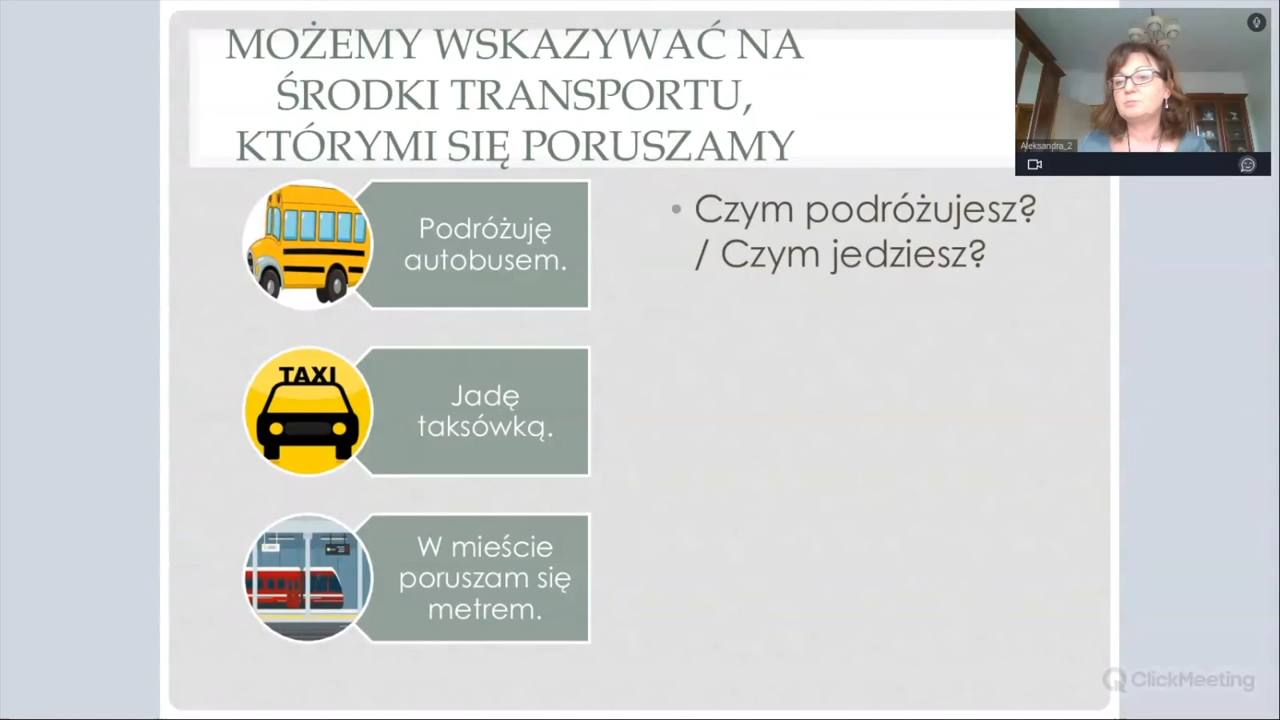 MOŻEMY WSKAZYWAĆ NA
ŚRODKI TRANSPORTU,
KTÓRYMI SIĘ PORUSZAMY
Aleksandra_2
Podróżuję
autobusem.
TAXI
Jadę
taksówką.
W mieście
poruszam się
metrem.
• Czym podróżujesz?
/ Czym jedziesz?
ClickMeeting